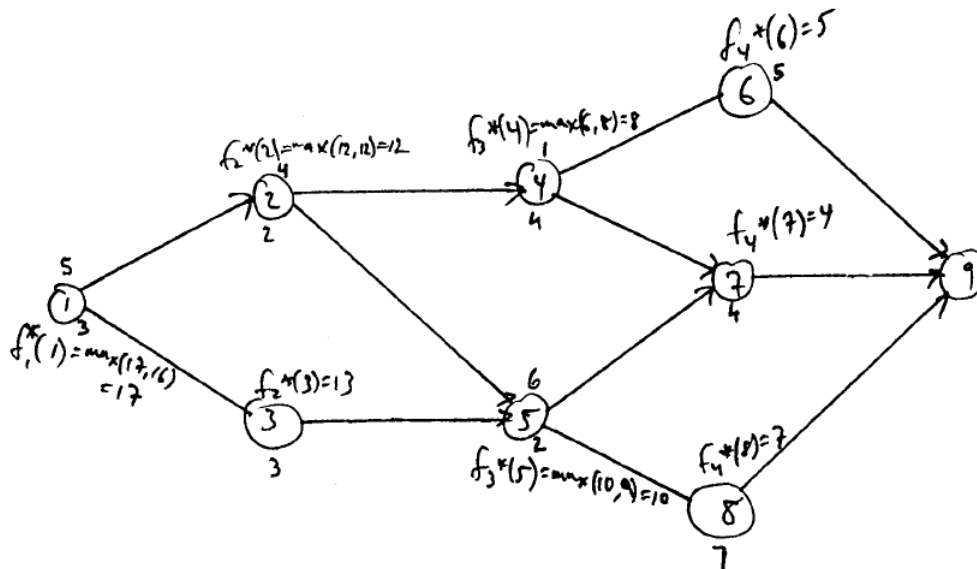 f₄*(6)=5
5
6
f₃*(4)=max(6,8)=8
1
4
4
f₂*(2)=max(12,12)=12
4
2
2
f₄*(7)=4
7
4
9
5
1
3
f₁*(1)=max(17,16)
=17
f₂*(3)=13
3
3
6
5
2
f₃*(5)=max(10,9)=10
f₄*(8)=7
8
7